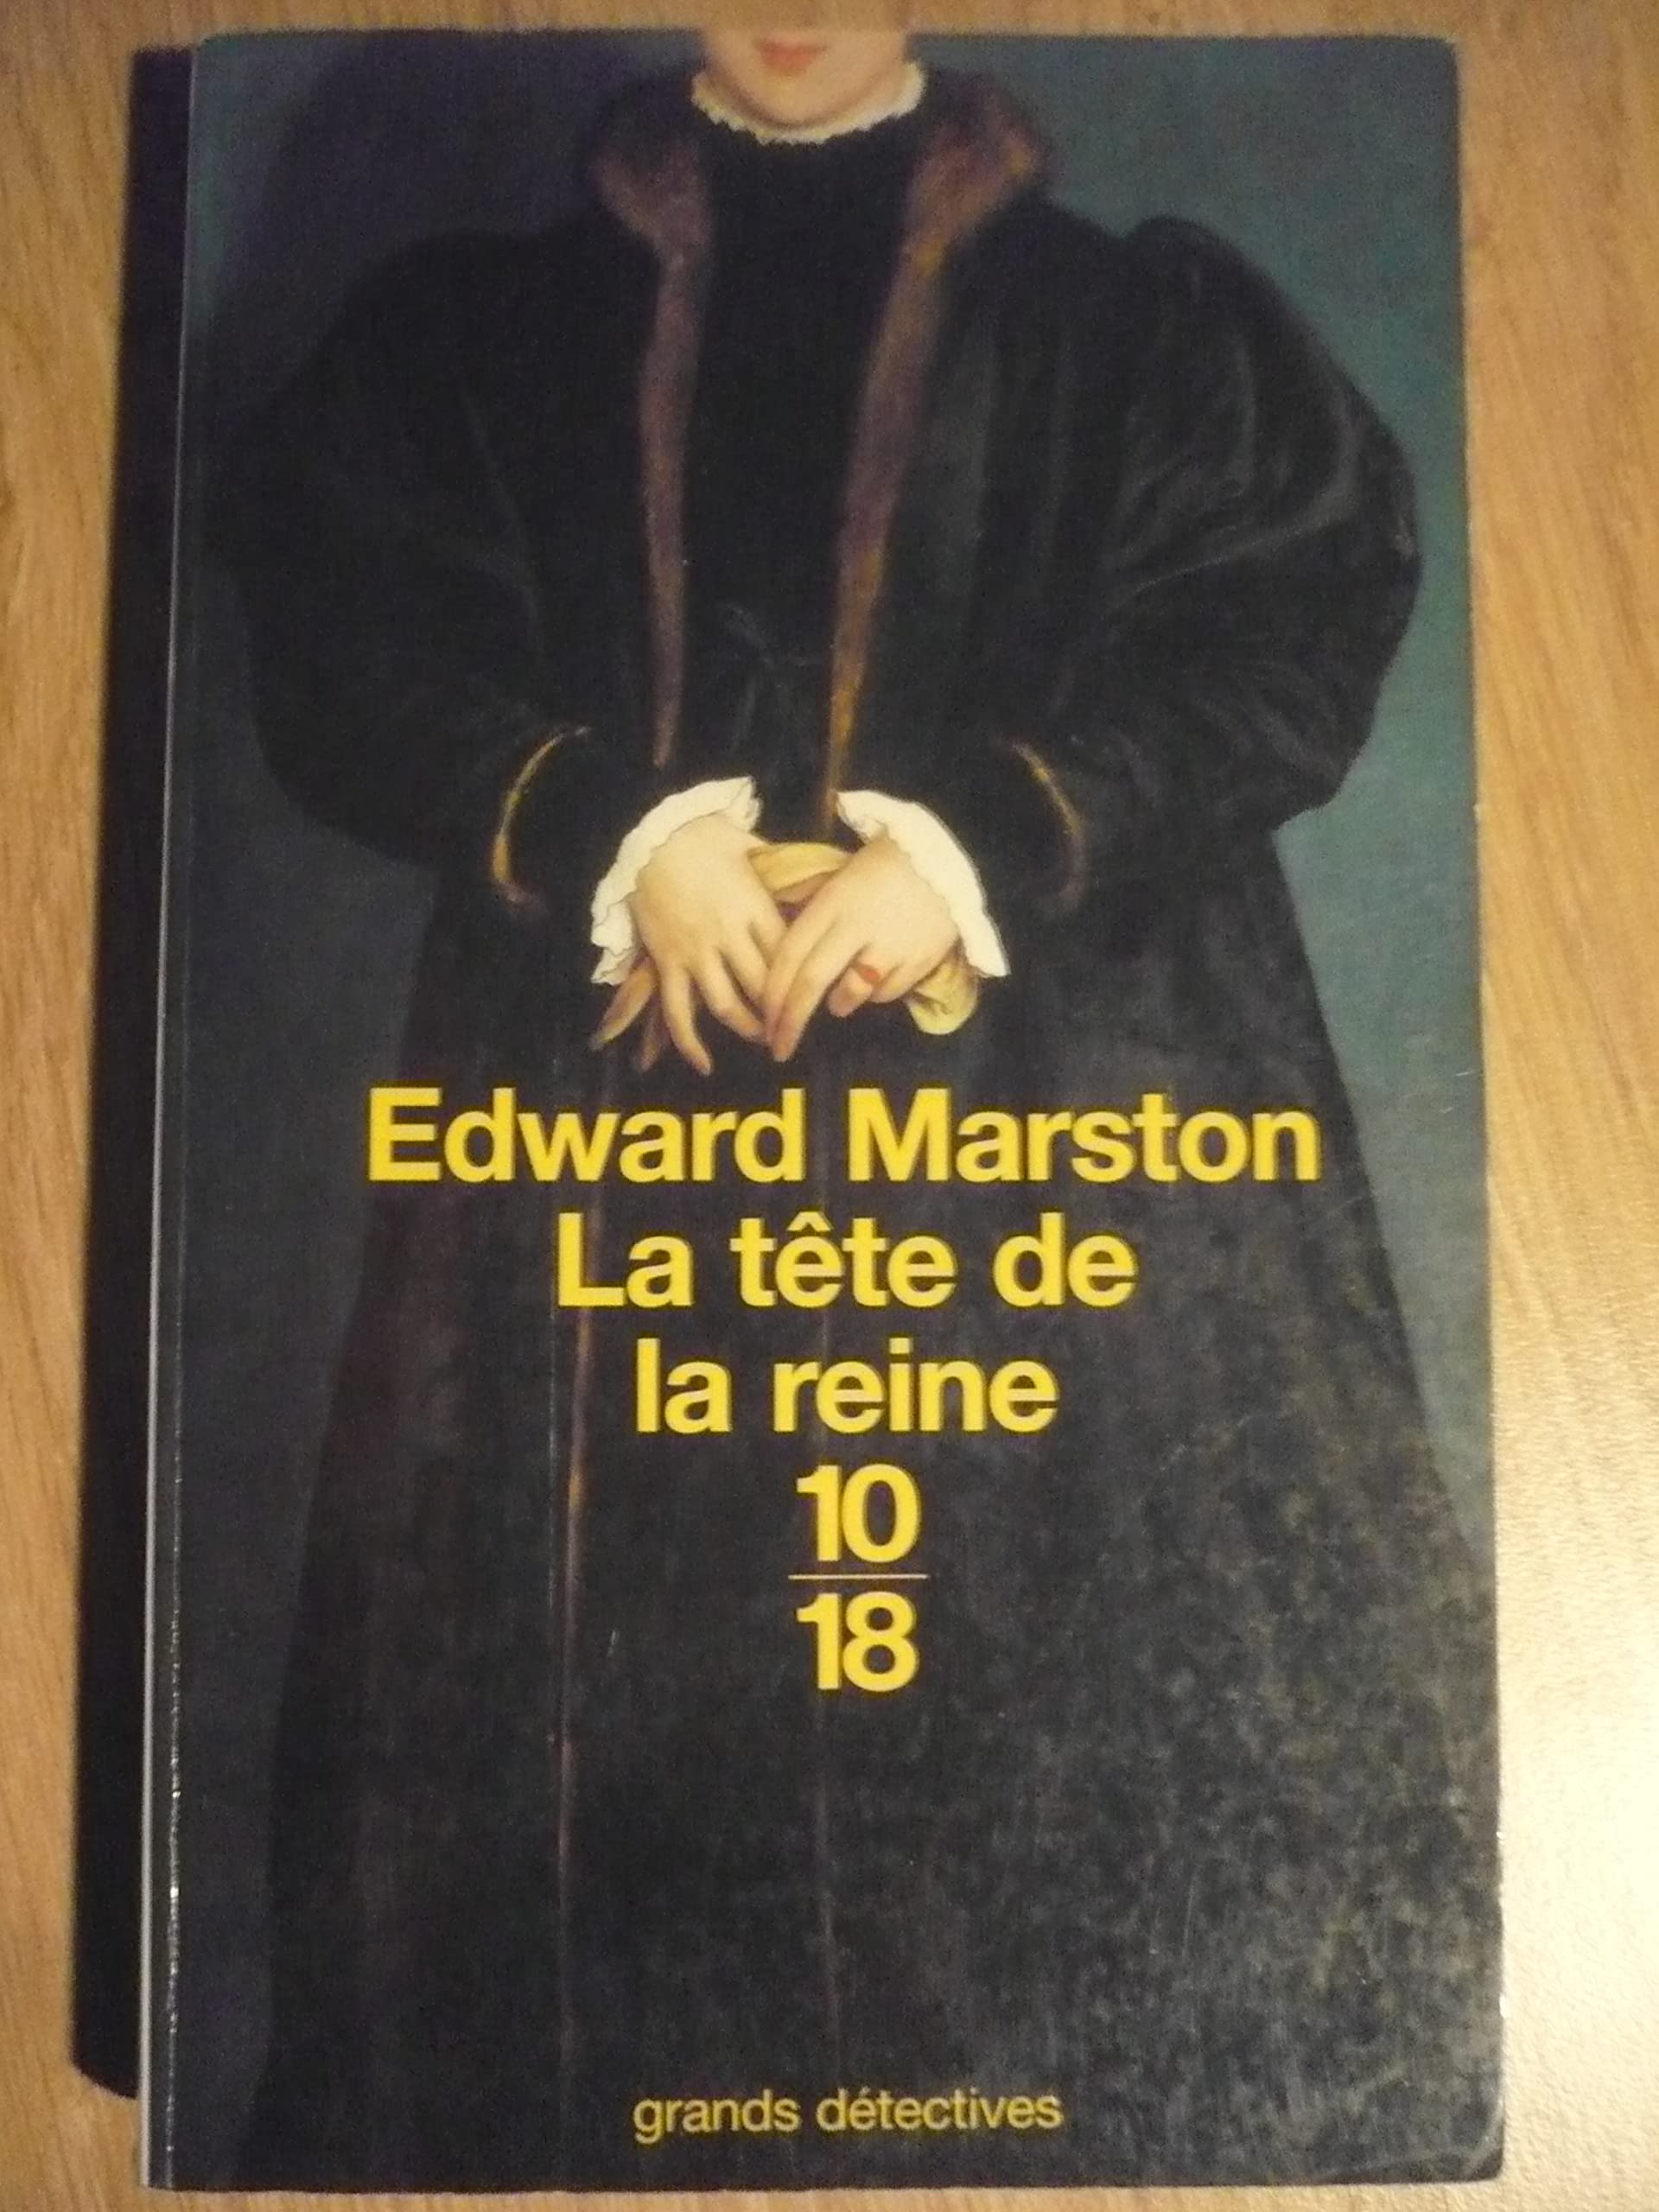 Edward Marston
La tête de
la reine
10
18
grands détectives